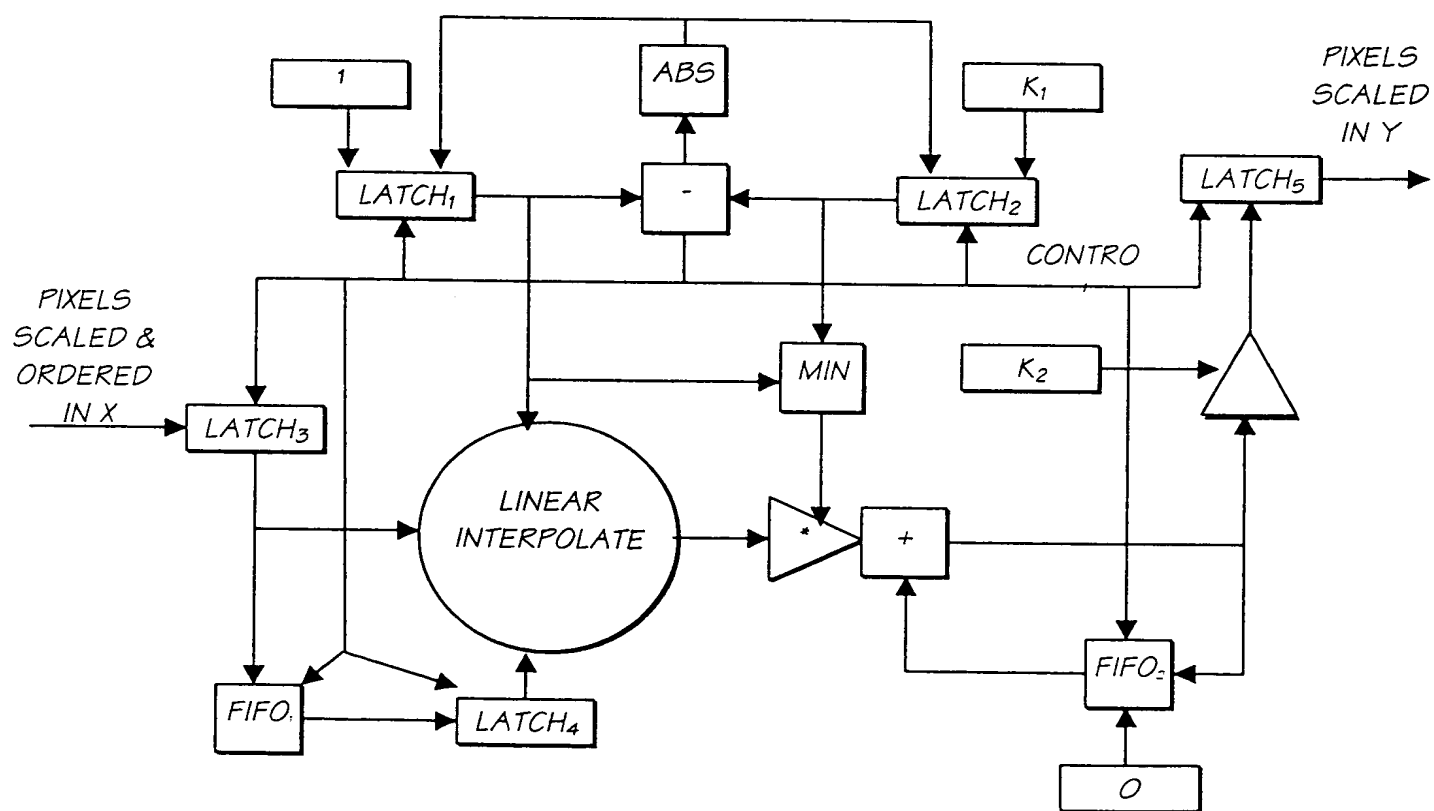 1
ABS
K₁
PIXELS
SCALED
IN Y
LATCH₁
-
LATCH₂
LATCH₅
CONTRO
PIXELS
SCALED &
ORDERED
IN X
MIN
K₂
LATCH₃
LINEAR
INTERPOLATE
*
+
FIFO₁
LATCH₄
FIFO₂
0